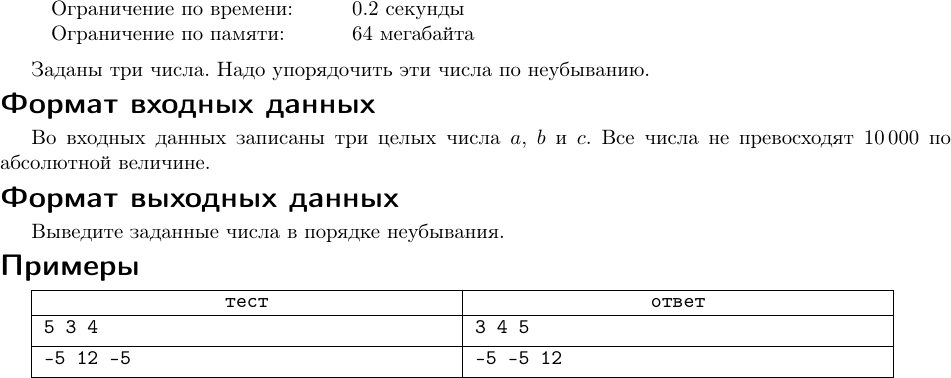 Ограничение по времени: 0.2 секунды
Ограничение по памяти: 64 мегабайта
Заданы три числа. Надо упорядочить эти числа по неубыванию.
Формат входных данных
Во входных данных записаны три целых числа a, b и c. Все числа не превосходят 10 000 по
абсолютной величине.
Формат выходных данных
Выведите заданные числа в порядке неубывания.
Примеры
тест ответ
5 3 4 3 4 5
-5 12 -5 -5 -5 12